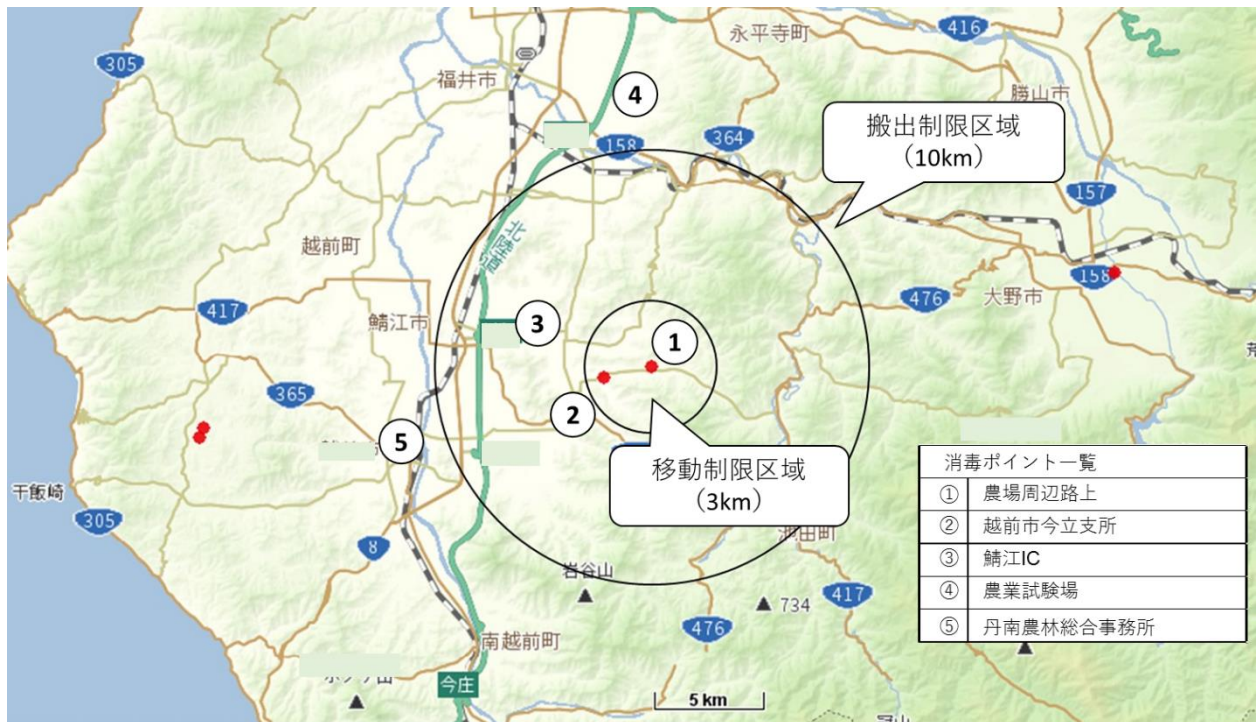 416
305
永平寺町
福井市
勝山市
④
搬出制限区域
（10km）
158
364
157
越前町
北陸道
158
大野市
476
417
鯖江市
③
①
365
②
⑤
移動制限区域
（3km）
干飯崎
305
8
池田町
岩谷山
734
417
476
南越前町
今庄
5 km
消毒ポイント一覧
① 農場周辺路上
② 越前市今立支所
③ 鯖江IC
④ 農業試験場
⑤ 丹南農林総合事務所